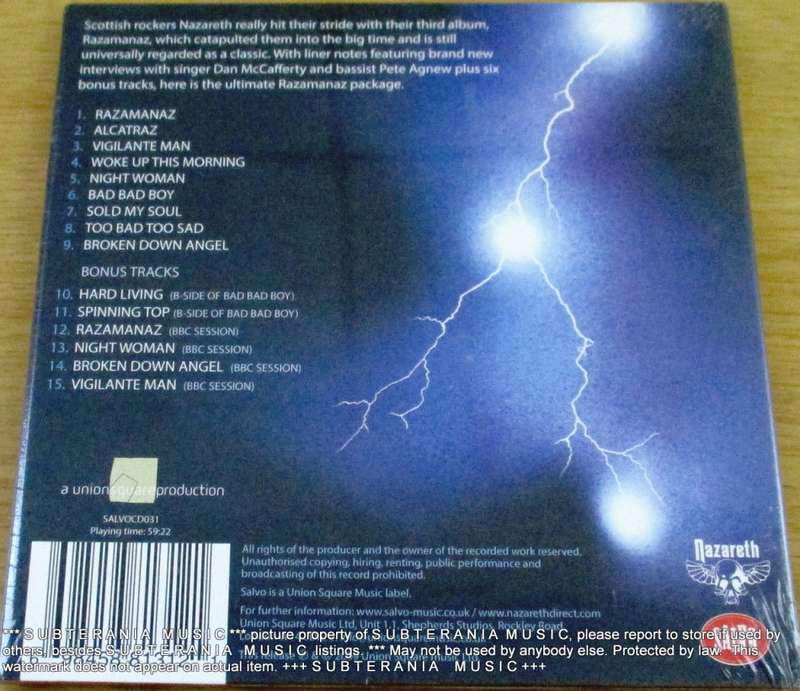 Scottish rockers Nazareth really hit their stride with their third album,
Razamanaz, which catapulted them into the big time and is still
universally regarded as a classic. With liner notes featuring brand new
interviews with singer Dan McCafferty and bassist Pete Agnew plus six
bonus tracks, here is the ultimate Razamanaz package.
1. RAZAMANAZ
2. ALCATRAZ
3. VIGILANTE MAN
4. WOKE UP THIS MORNING
5. NIGHT WOMAN
6. BAD BAD BOY
7. SOLD MY SOUL
8. TOO BAD TOO SAD
9. BROKEN DOWN ANGEL
BONUS TRACKS
10. HARD LIVING (B-SIDE OF BAD BAD BOY)
11. SPINNING TOP (B-SIDE OF BAD BAD BOY)
12. RAZAMANAZ (BBC SESSION)
13. NIGHT WOMAN (BBC SESSION)
14. BROKEN DOWN ANGEL (BBC SESSION)
15. VIGILANTE MAN (BBC SESSION)
a unionsquareproduction
SALVOCD031
Playing time: 59:22
All rights of the producer and the owner of the recorded work reserved.
Unauthorised copying, hiring, renting, public performance and
broadcasting of this record prohibited.
Salvo is a Union Square Music label.
For further information: www.salvo-music.co.uk / www.nazarethdirect.com
Union Square Music Ltd, Unit 1.1, Shepherds Studios, Rockley Road,
Nazareth
*** SUBTERANIA MUSIC *** picture property of SUBTERANIA MUSIC, please report to store if used by
others, besides SUBTERANIA MUSIC listings. *** May not be used by anybody else. Protected by law. This
watermark does not appear on actual item. +++ SUBTERANIA MUSIC +++